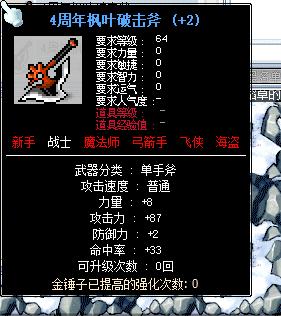 4周年枫叶破击斧 (+2)
要求等级: 64
要求力量: 0
要求敏捷: 0
要求智力: 0
要求运气: 0
要求人气度: -
道具等级: -
道具经验值: -
新手 战士 魔法师 弓箭手 飞侠 海盗
武器分类 : 单手斧
攻击速度 : 普通
力量 : +8
攻击力 : +87
防御力 : +2
命中率 : +33
可升级次数 : 0回
金锤子已提高的强化次数: 0